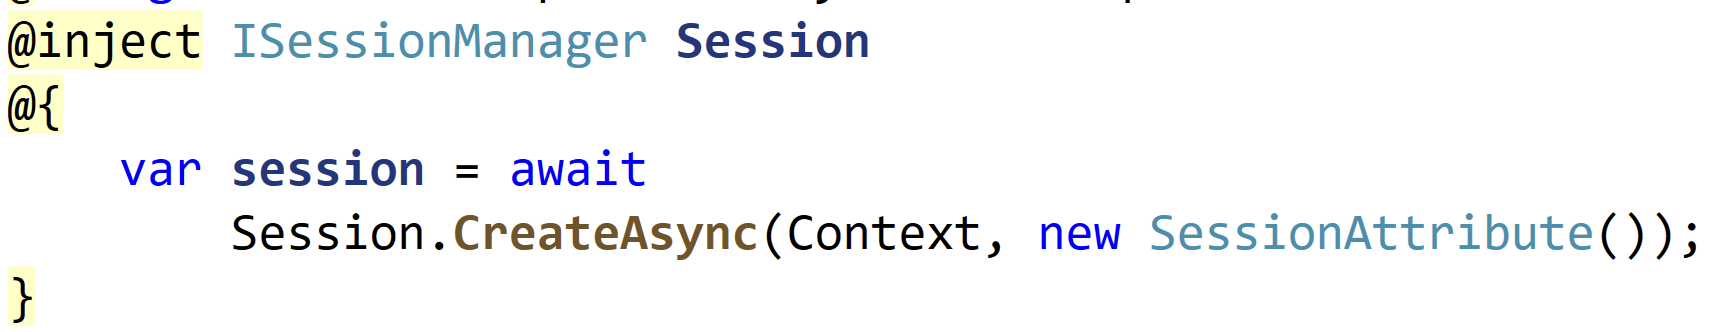 @inject ISessionManager Session
@{
var session = await
Session.CreateAsync(Context, new SessionAttribute());
}